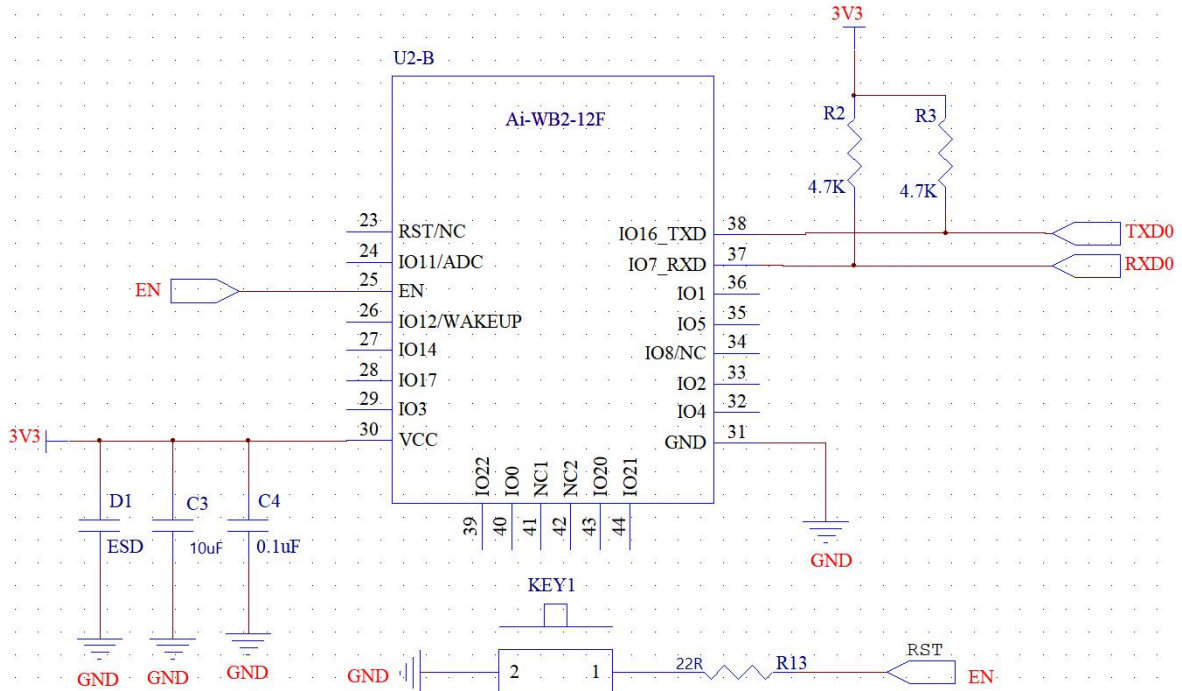 3V3
U2-B
Ai-WB2-12F
R2
R3
4.7K
4.7K
23
RST/NC
24
IO11/ADC
EN
25
EN
26
IO12/WAKEUP
27
IO14
28
IO17
29
IO3
30
VCC
IO16_TXD
38
TXD0
IO7_RXD
37
RXD0
IO1
36
IO5
35
IO8/NC
34
IO2
33
IO4
32
GND
31
3V3
IO22
IO0
NC1
NC2
IO20
IO21
39
40
41
42
43
44
D1
ESD
C3
10uF
C4
0.1uF
GND
GND
GND
GND
KEY1
GND
2
1
22R
R13
RST
EN